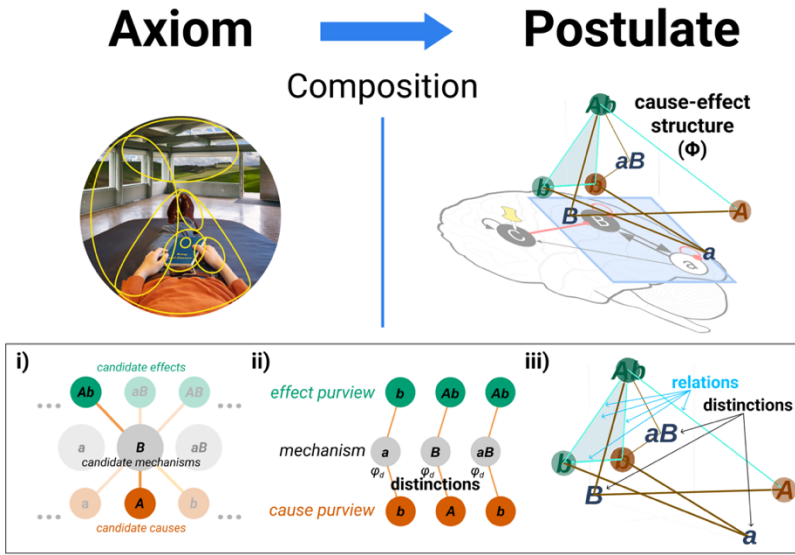 Axiom
Postulate
Composition
Ab
cause-effect
structure
(Φ)
aB
b
b
B
A
a
C
B
a
i)
candidate effects
Ab
aB
AB
...
...
a
B
aB
candidate mechanisms
a
A
b
...
...
candidate causes
ii)
effect purview
b
Ab
Ab
mechanism
a
B
aB
φd
φd
φd
distinctions
cause purview
b
A
b
iii)
Ab
relations
distinctions
aB
b
b
B
A
a